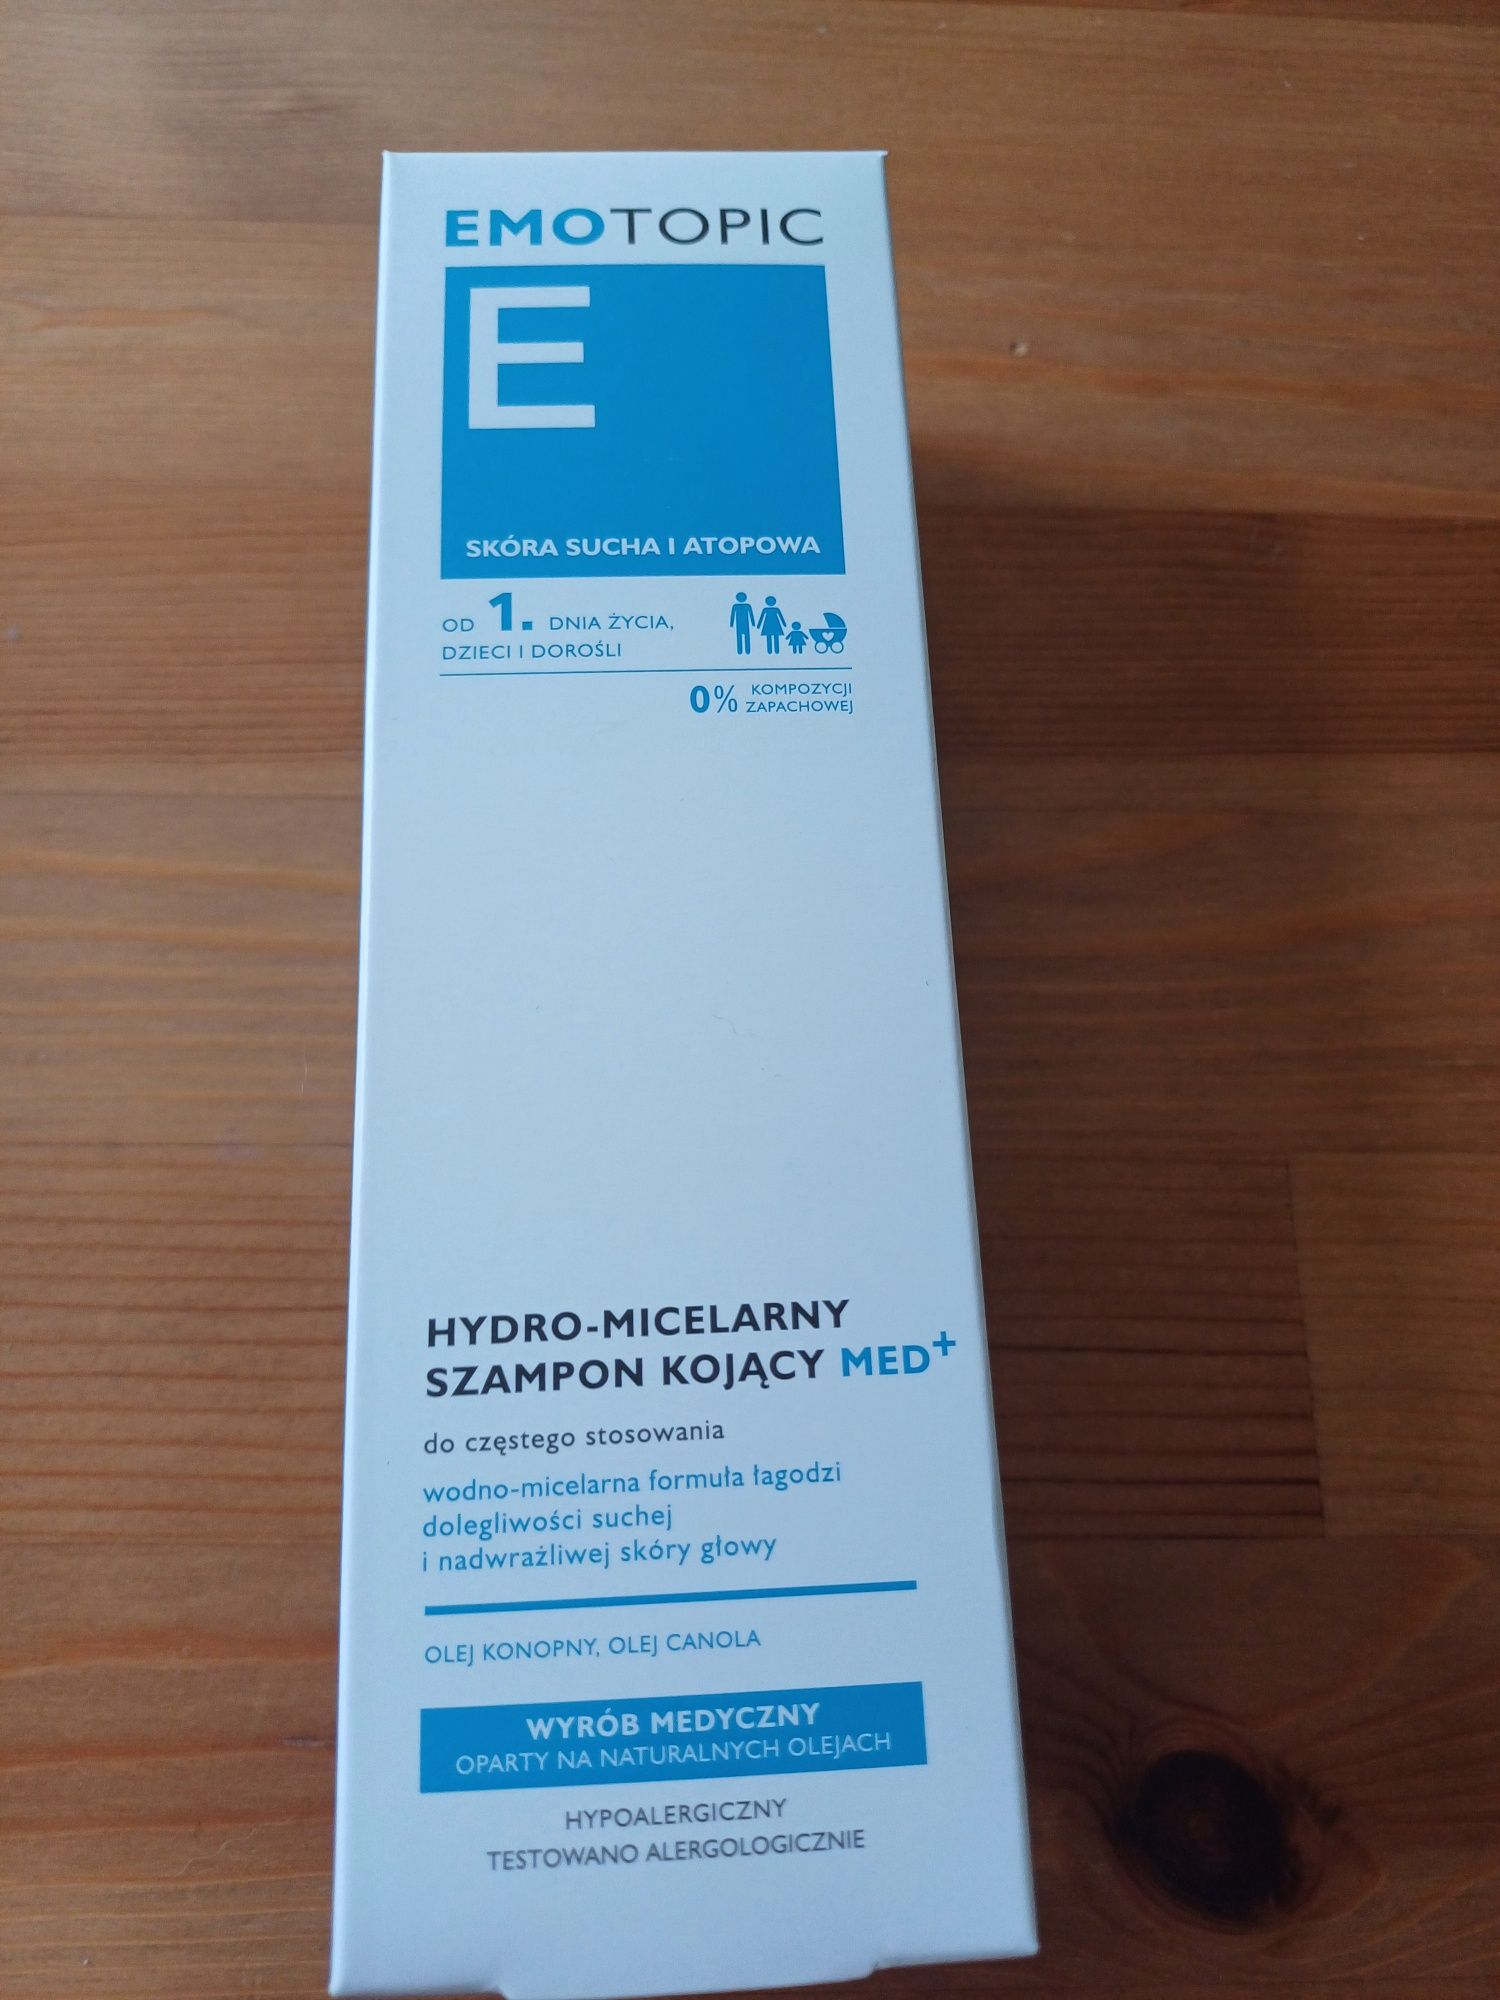 EMOTOPIC
E
SKÓRA SUCHA I ATOPOWA
OD 1. DNIA ŻYCIA,
DZIECI I DOROŚLI
0% KOMPOZYCJI
ZAPACHOWEJ
HYDRO-MICELARNY
SZAMPON KOJĄCY MED+
do częstego stosowania
wodno-micelarna formuła łagodzi
dolegliwości suchej
i nadwrażliwej skóry głowy
OLEJ KONOPNY, OLEJ CANOLA
WYRÓB MEDYCZNY
OPARTY NA NATURALNYCH OLEJACH
HYPOALERGICZNY
TESTOWANO ALERGOLOGICZNIE